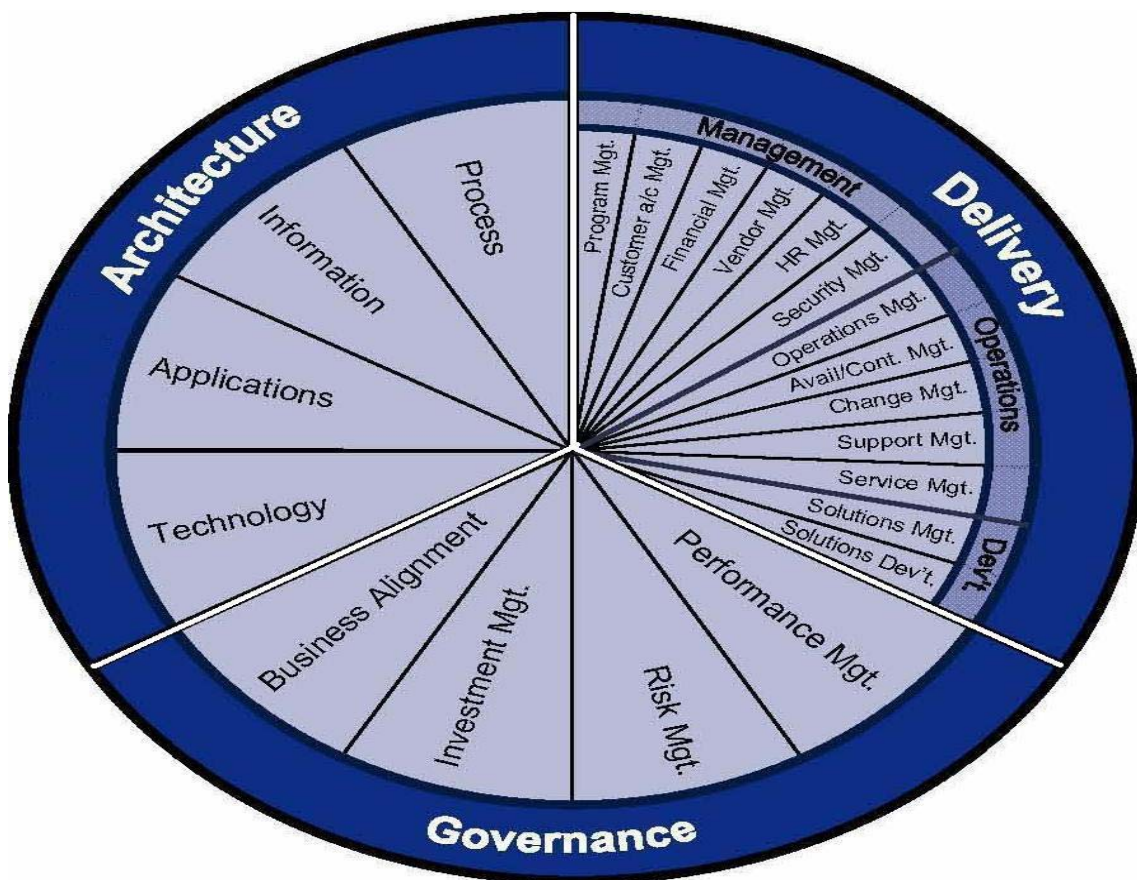 Architecture
Process
Information
Applications
Technology
Delivery
Management
Program Mgt.
Customer a/c Mgt.
Financial Mgt.
Vendor Mgt.
HR Mgt.
Security Mgt.
Operations
Operations Mgt.
Avail/Cont. Mgt.
Change Mgt.
Support Mgt.
Service Mgt.
Dev't.
Solutions Mgt.
Solutions Dev't.
Governance
Business Alignment
Investment Mgt.
Risk Mgt.
Performance Mgt.